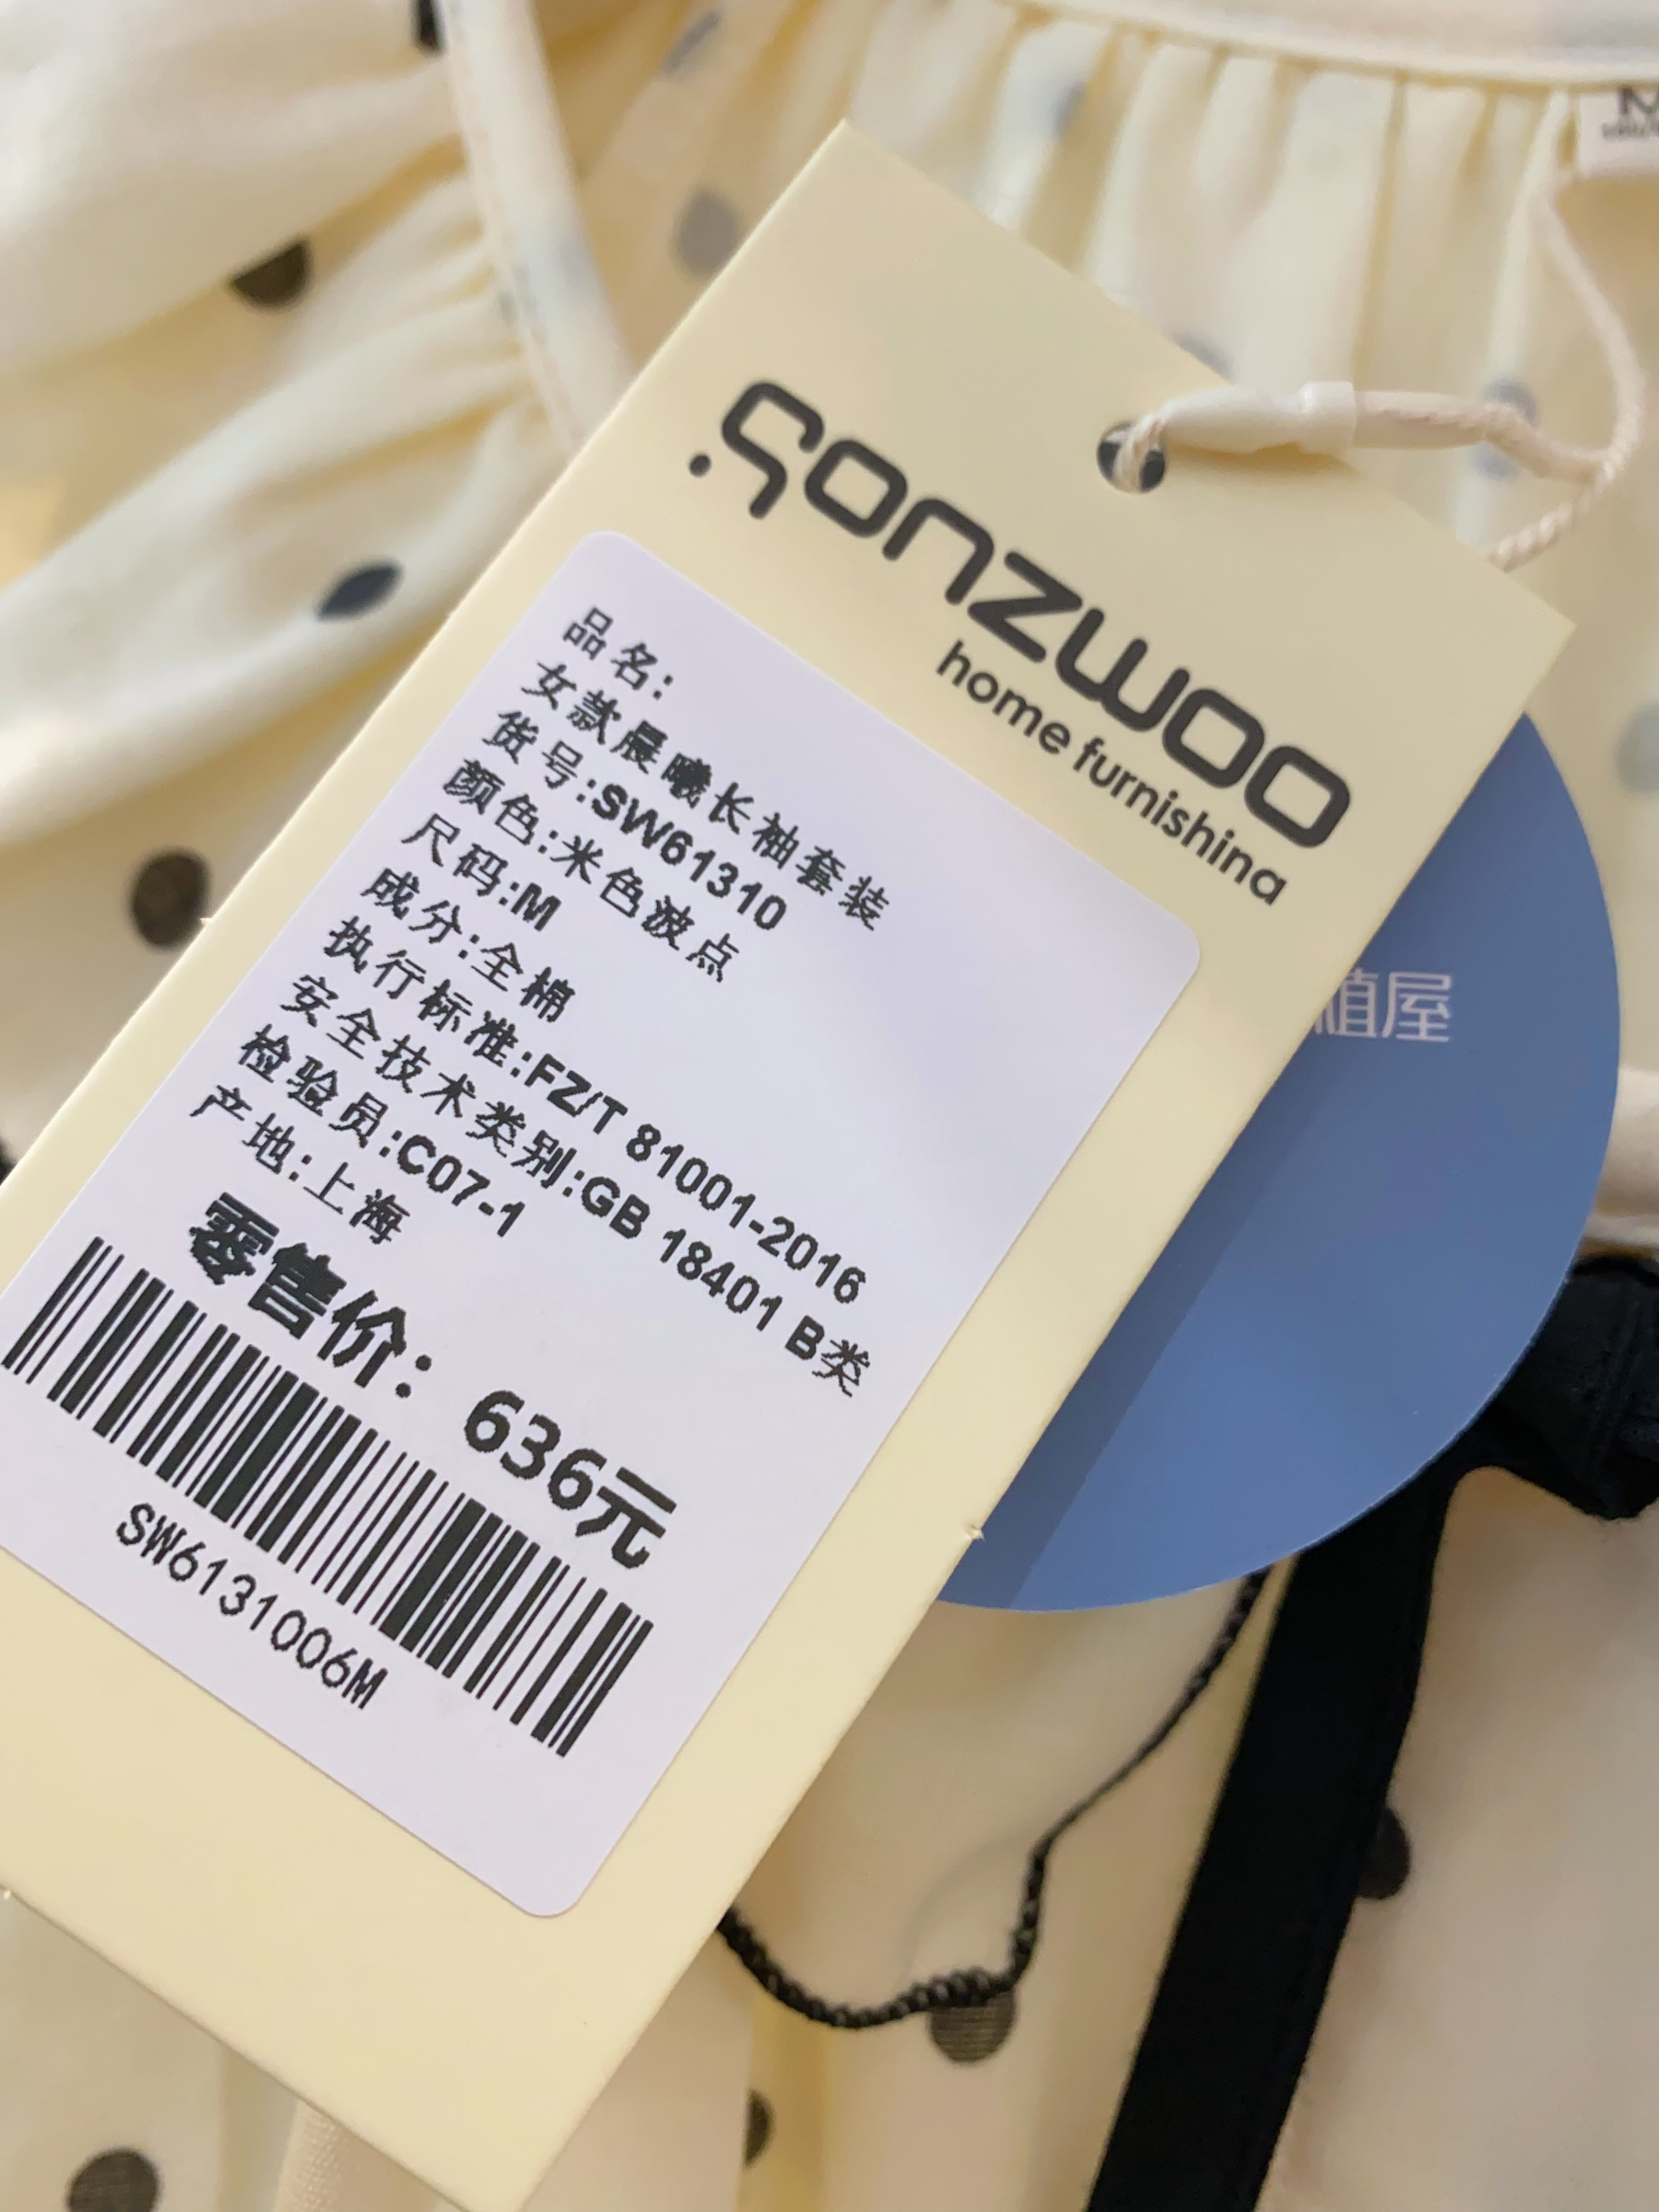 sonzwoo
home furnishing
品名:
女款晨曦长袖套装
货号:SW61310
颜色:米色波点
尺码:M
成分:全棉
执行标准:FZ/T 81001-2016
安全技术类别:GB 18401 B类
检验员:C07-1
产地:上海
零售价: 636元
SW6131006M
植屋